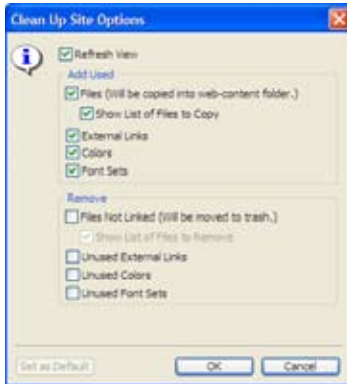 Clean Up Site Options
Refresh View
Add Used
Files (Will be copied into web-content folder.)
Show List of Files to Copy
External Links
Colors
Font Sets
Remove
Files Not Linked (Will be moved to trash.)
Show List of Files to Remove
Unused External Links
Unused Colors
Unused Font Sets
Set as Default
OK
Cancel